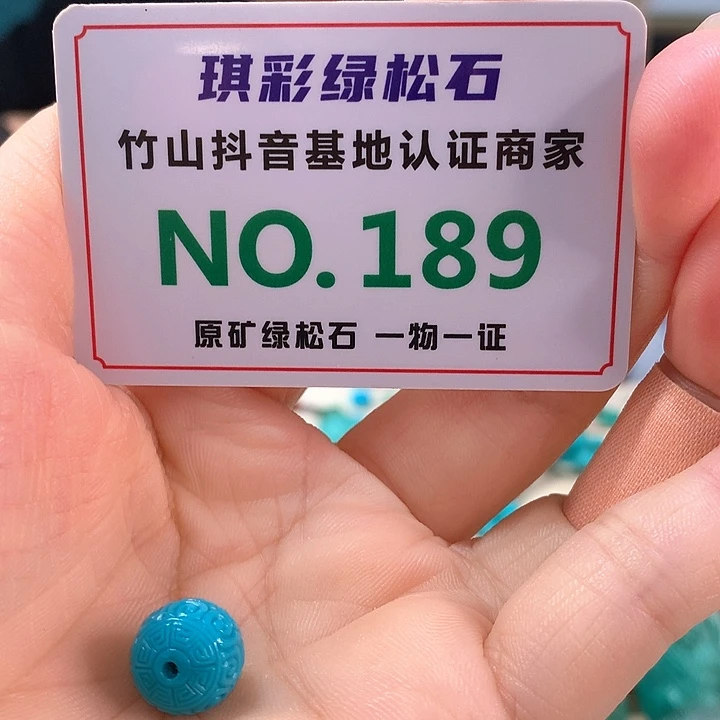 琪彩绿松石
竹山抖音基地认证商家
NO.189
原矿绿松石 一物一证